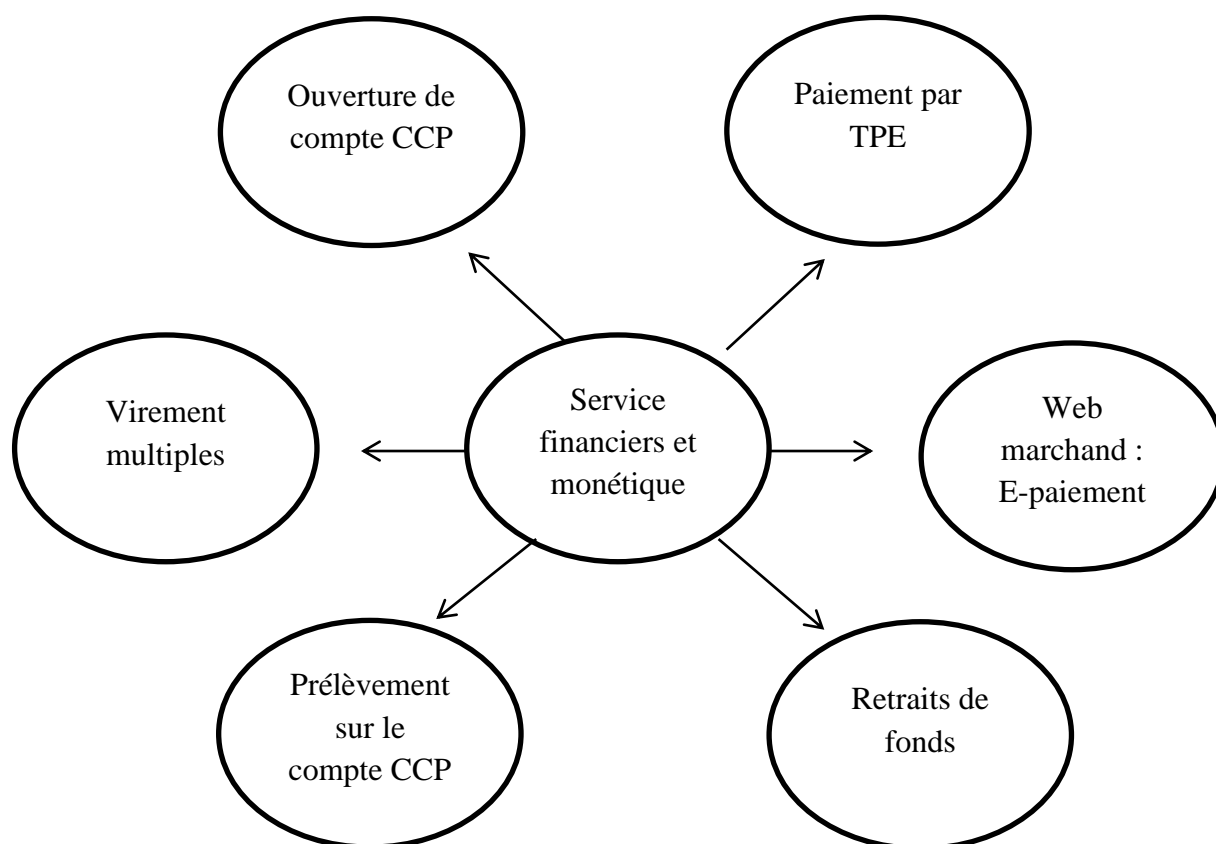 Ouverture de
compte CCP
Paiement par
TPE
Virement
multiples
Service
financiers et
monétique
Web
marchand :
E-paiement
Prélèvement
sur le
compte CCP
Retraits de
fonds